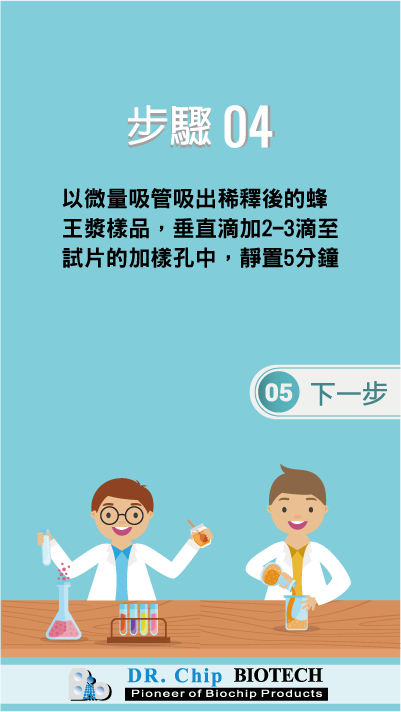 步驟 04
以微量吸管吸出稀釋後的蜂
王漿樣品，垂直滴加2-3滴至
試片的加樣孔中，靜置5分鐘
05 下一步
DR. Chip BIOTECH
Pioneer of Biochip Products